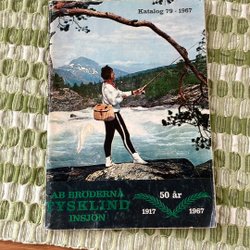 Katalog 79 - 1967
AB BRÖDERNA
FYSKLIND
INSJÖN
50 år
1917
1967